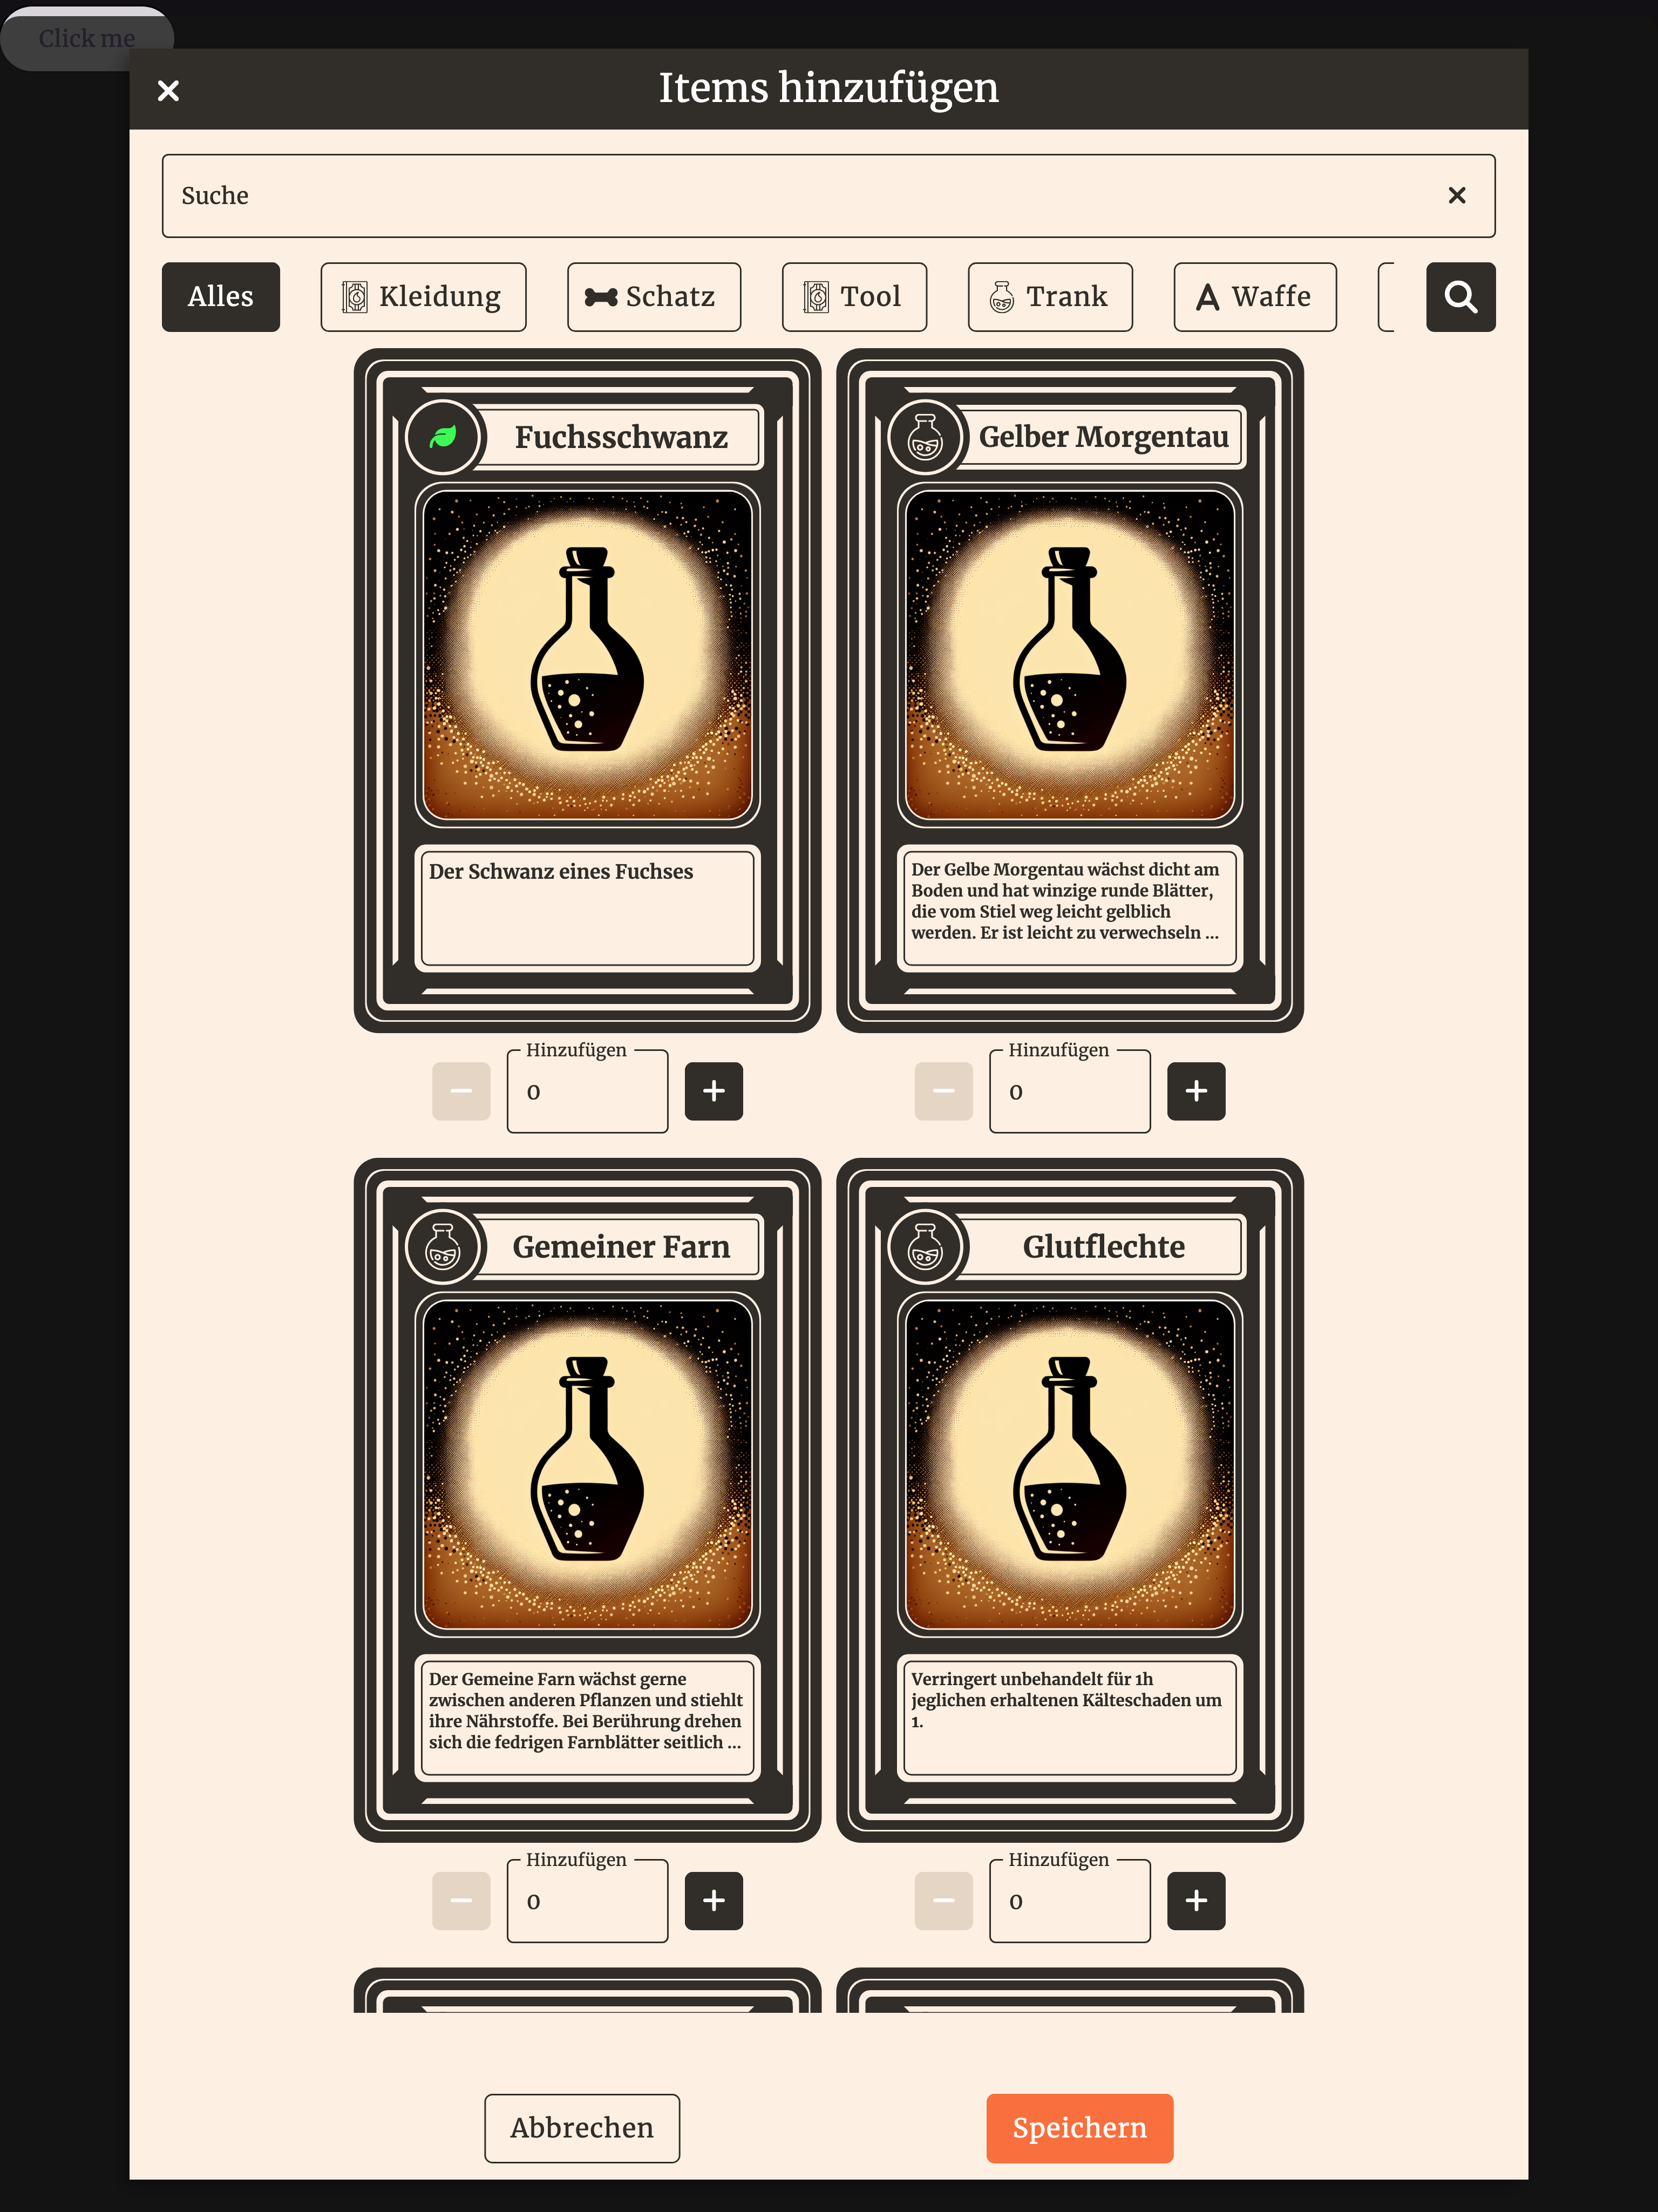 Click me
Items hinzufügen
Suche
Alles
Kleidung
Schatz
Tool
Trank
Waffe
Fuchsschwanz
Der Schwanz eines Fuchses
Hinzufügen
0
Gelber Morgentau
Der Gelbe Morgentau wächst dicht am
Boden und hat winzige runde Blätter,
die vom Stiel weg leicht gelblich
werden. Er ist leicht zu verwechseln ...
Hinzufügen
0
Gemeiner Farn
Der Gemeine Farn wächst gerne
zwischen anderen Pflanzen und stiehlt
ihre Nährstoffe. Bei Berührung drehen
sich die fedrigen Farnblätter seitlich ...
Hinzufügen
0
Glutflechte
Verringert unbehandelt für 1h
jeglichen erhaltenen Kälteschaden um
1.
Hinzufügen
0
Abbrechen
Speichern